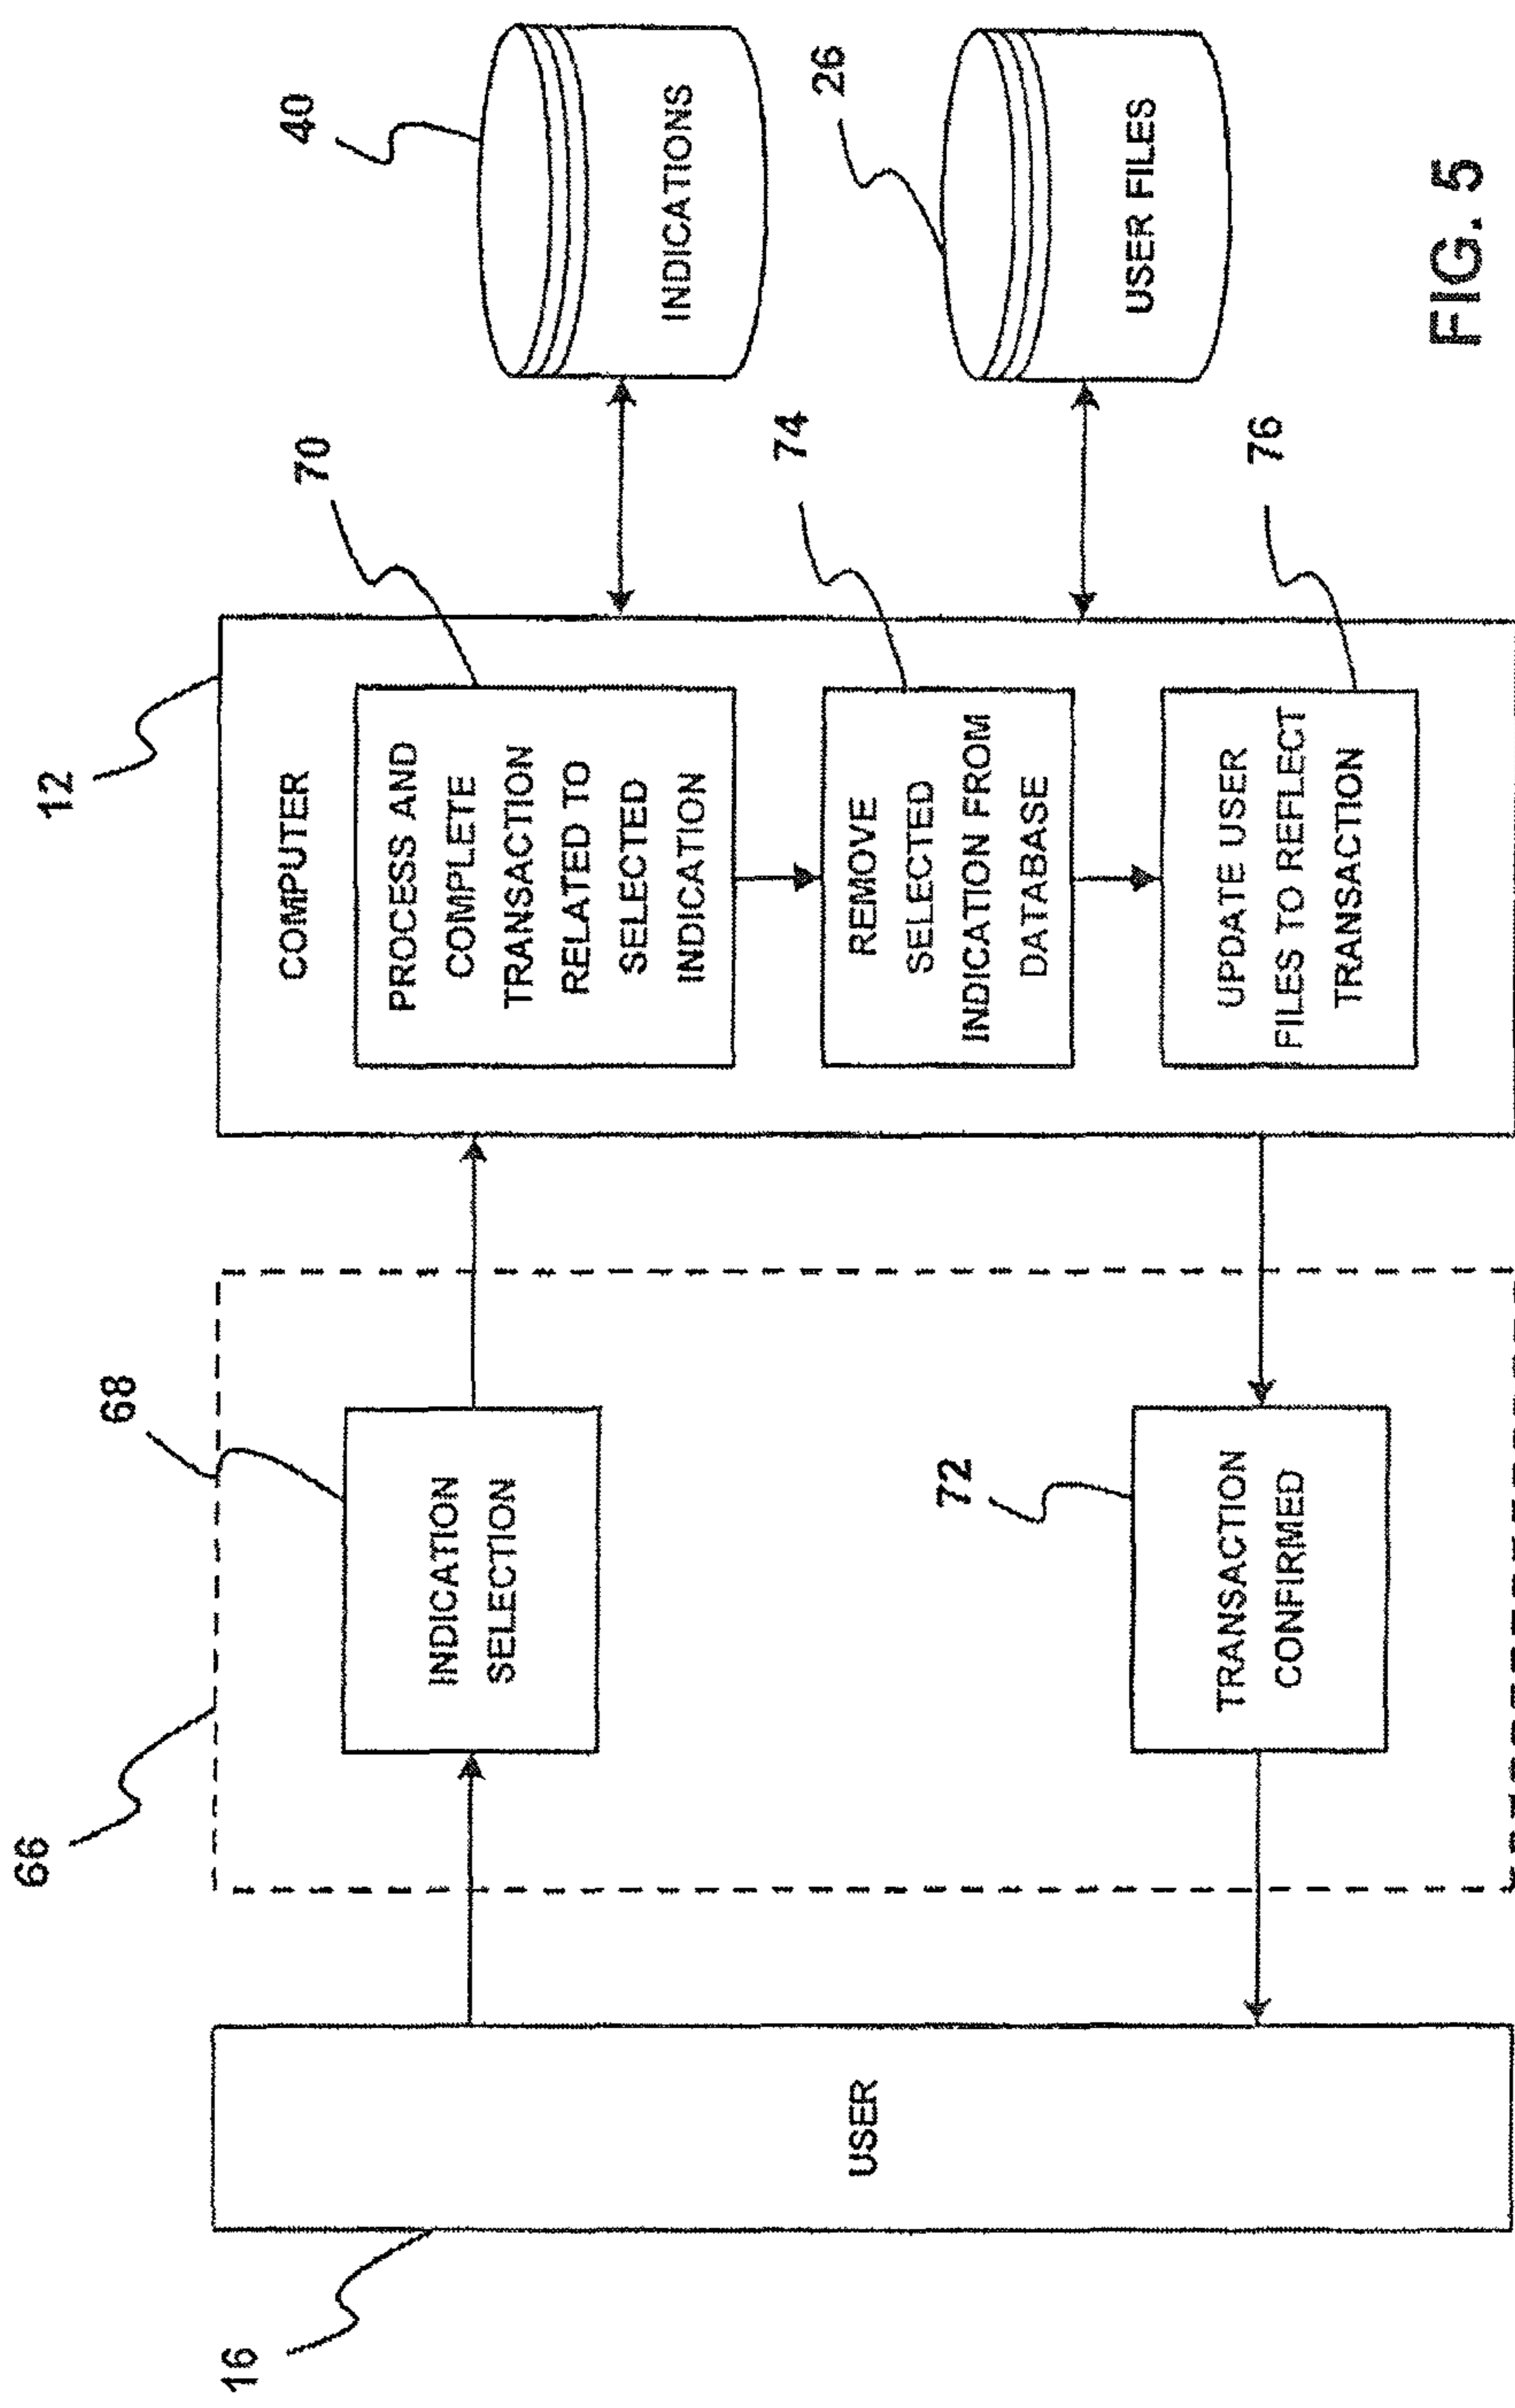 16
USER
66
68
INDICATION
SELECTION
72
TRANSACTION
CONFIRMED
12
COMPUTER
70
PROCESS AND
COMPLETE
TRANSACTION
RELATED TO
SELECTED
INDICATION
74
REMOVE
SELECTED
INDICATION FROM
DATABASE
76
UPDATE USER
FILES TO REFLECT
TRANSACTION
40
INDICATIONS
26
USER FILES
FIG. 5